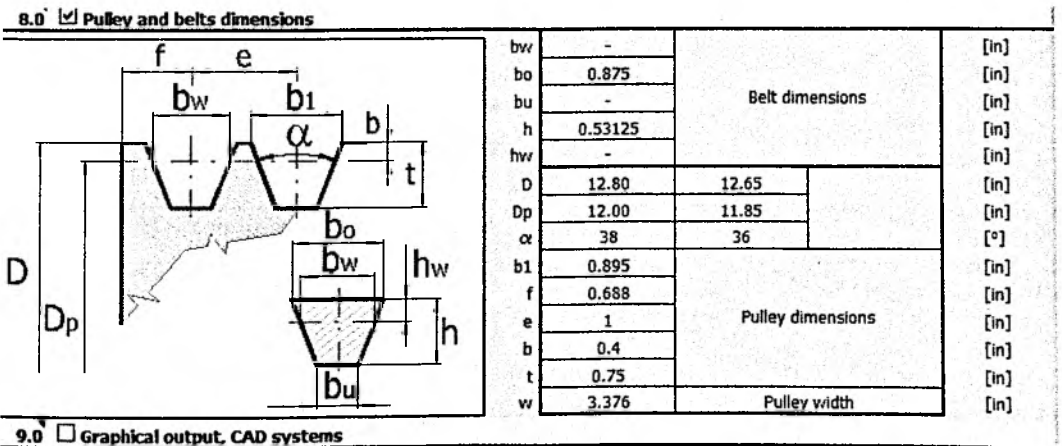 8.0 Pulley and belts dimensions
f e
bw b1 b
α
t
bo
bw hw
D
Dp
h
bu
bw - [in]
bo 0.875 [in]
bu - Belt dimensions [in]
h 0.53125 [in]
hw - [in]
D 12.80 12.65 [in]
Dp 12.00 11.85 [in]
α 38 36 [°]
b1 0.895 [in]
f 0.688 [in]
e 1 Pulley dimensions [in]
b 0.4 [in]
t 0.75 [in]
w 3.376 Pulley width [in]
9.0 Graphical output, CAD systems